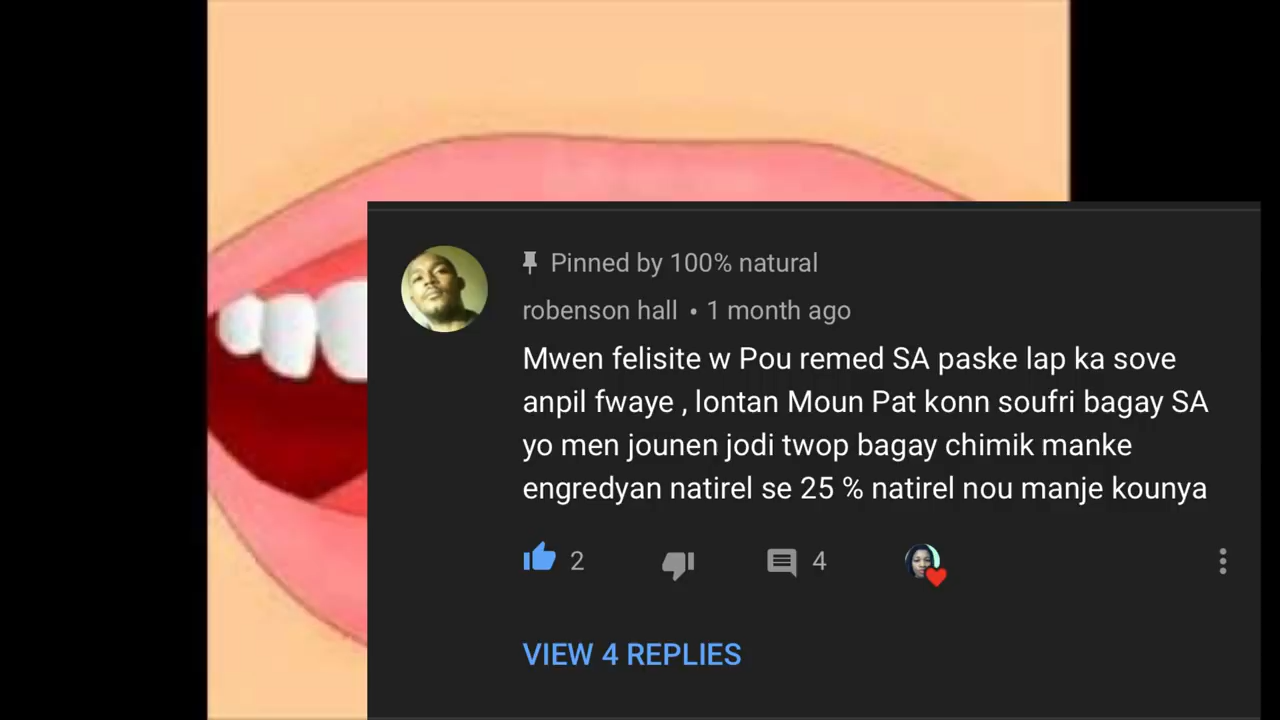 Pinned by 100% natural
robenson hall • 1 month ago
Mwen felisite w Pou remed SA paske lap ka sove
anpil fwaye , lontan Moun Pat konn soufri bagay SA
yo men jounen jodi twop bagay chimik manke
engredyan natirel se 25 % natirel nou manje kounya
2 4
VIEW 4 REPLIES